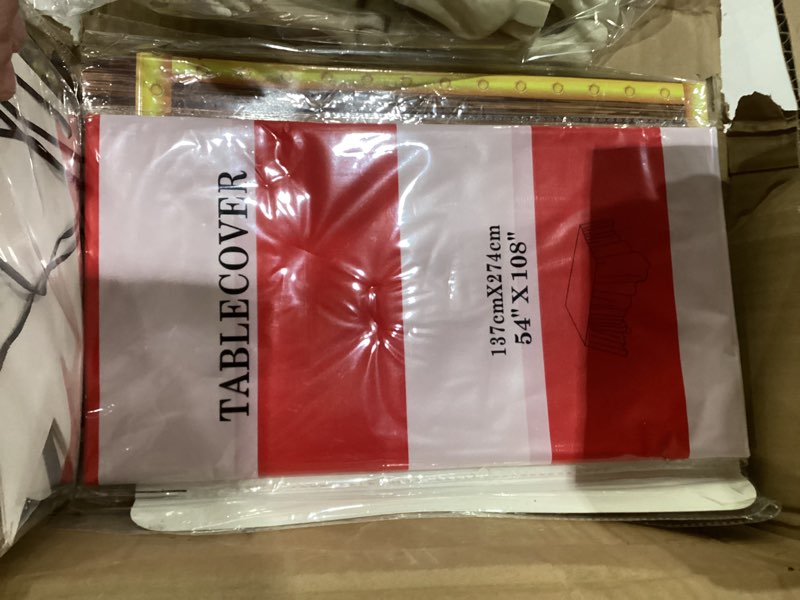 TABLECOVER
137cmX274cm
54" X 108"